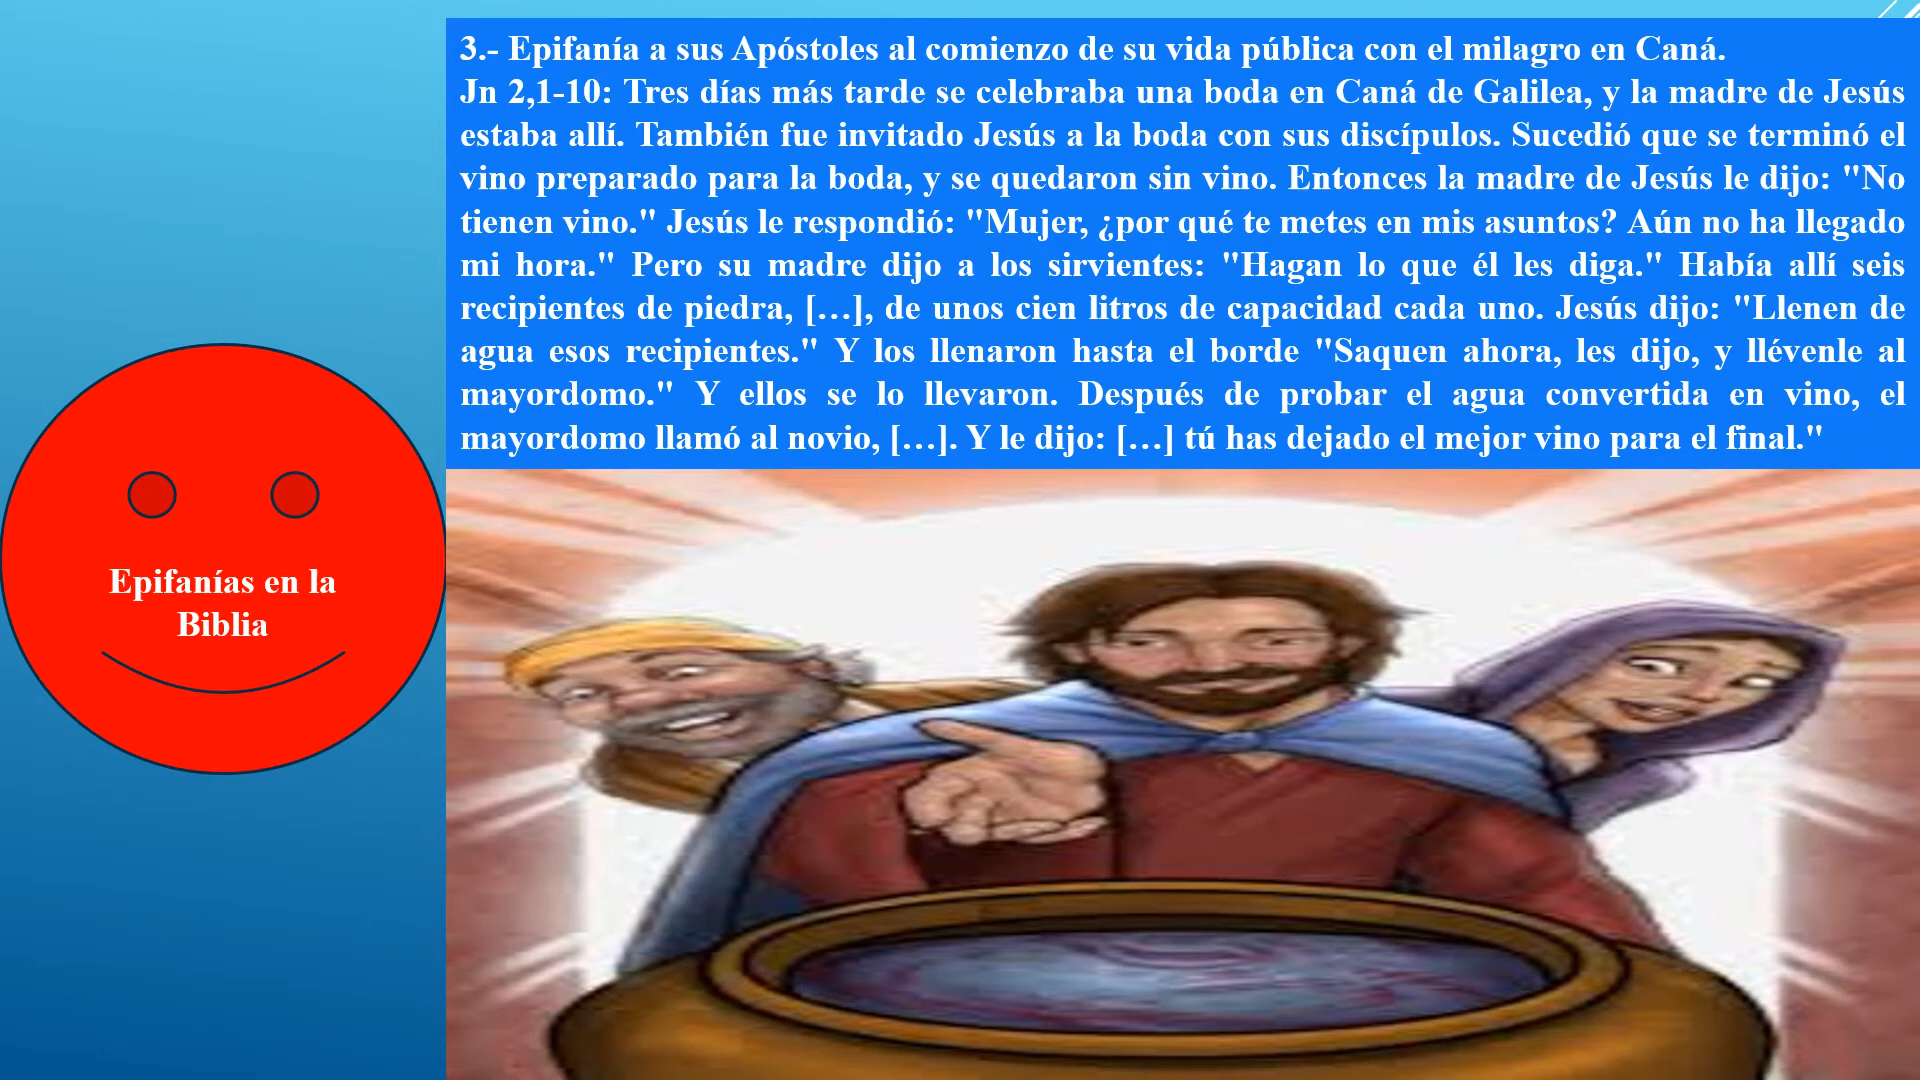 3.- Epifanía a sus Apóstoles al comienzo de su vida pública con el milagro en Caná.
Jn 2,1-10: Tres días más tarde se celebraba una boda en Caná de Galilea, y la madre de Jesús
estaba allí. También fue invitado Jesús a la boda con sus discípulos. Sucedió que se terminó el
vino preparado para la boda, y se quedaron sin vino. Entonces la madre de Jesús le dijo: "No
tienen vino." Jesús le respondió: "Mujer, ¿por qué te metes en mis asuntos? Aún no ha llegado
mi hora." Pero su madre dijo a los sirvientes: "Hagan lo que él les diga." Había allí seis
recipientes de piedra, […], de unos cien litros de capacidad cada uno. Jesús dijo: "Llenen de
agua esos recipientes." Y los llenaron hasta el borde "Saquen ahora, les dijo, y llévenle al
mayordomo." Y ellos se lo llevaron. Después de probar el agua convertida en vino, el
mayordomo llamó al novio, […]. Y le dijo: […] tú has dejado el mejor vino para el final."
Epifanías en la
Biblia